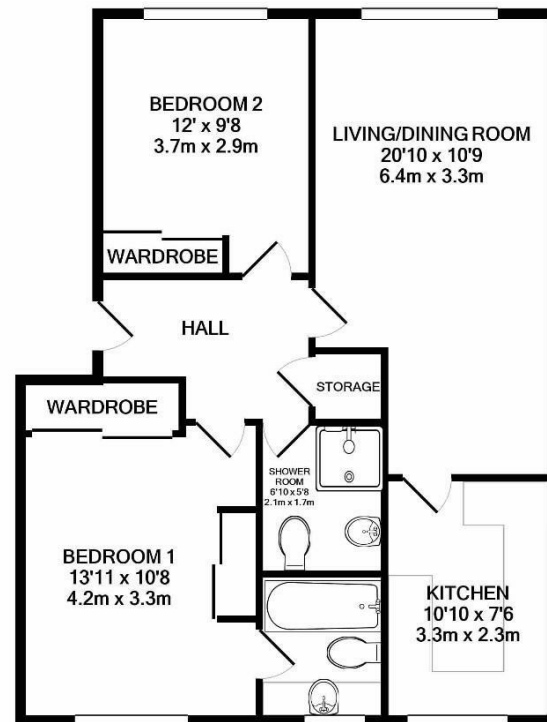 BEDROOM 2
12' x 9'8
3.7m x 2.9m
LIVING/DINING ROOM
20'10 x 10'9
6.4m x 3.3m
WARDROBE
HALL
STORAGE
WARDROBE
SHOWER
ROOM
6'10 x 5'8
2.1m x 1.7m
BEDROOM 1
13'11 x 10'8
4.2m x 3.3m
KITCHEN
10'10 x 7'6
3.3m x 2.3m